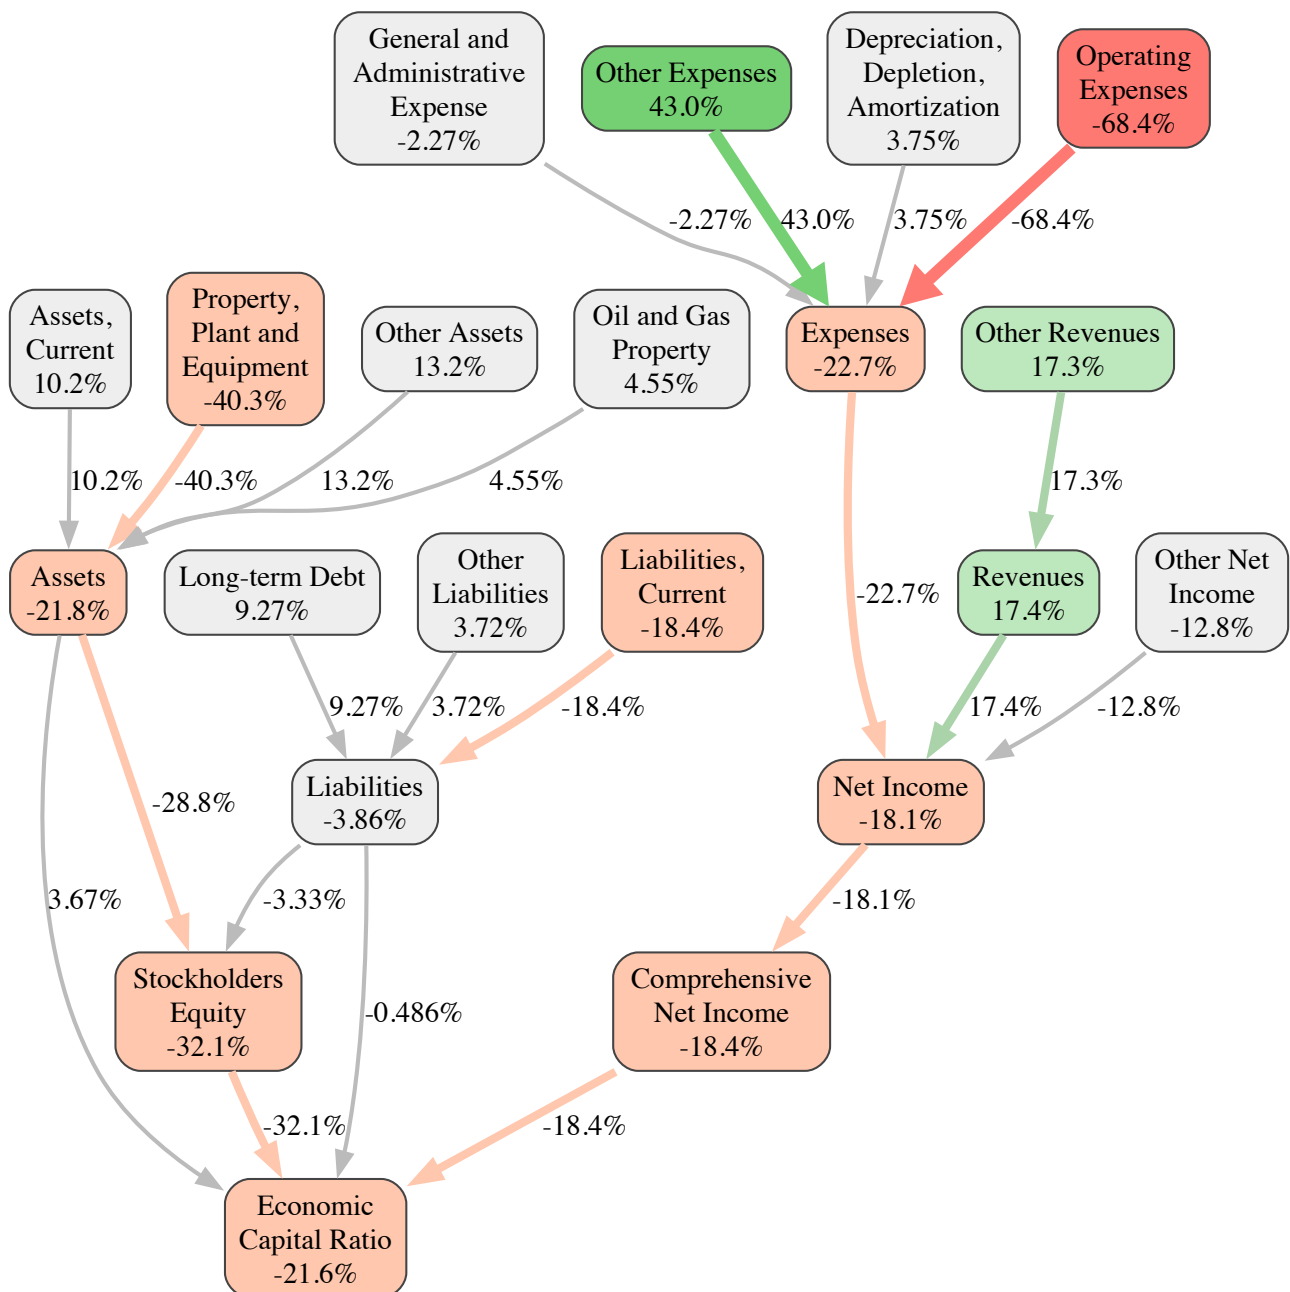 General and
Administrative
Expense
-2.27%
Other Expenses
43.0%
Depreciation,
Depletion,
Amortization
3.75%
Operating
Expenses
-68.4%
-2.27%
43.0%
3.75%
-68.4%
Assets,
Current
10.2%
Property,
Plant and
Equipment
-40.3%
Other Assets
13.2%
Oil and Gas
Property
4.55%
Expenses
-22.7%
Other Revenues
17.3%
10.2%
-40.3%
13.2%
4.55%
17.3%
Assets
-21.8%
Long-term Debt
9.27%
Other
Liabilities
3.72%
Liabilities,
Current
-18.4%
-22.7%
Revenues
17.4%
Other Net
Income
-12.8%
9.27%
3.72%
-18.4%
17.4%
-12.8%
-28.8%
Liabilities
-3.86%
Net Income
-18.1%
3.67%
-3.33%
-18.1%
Stockholders
Equity
-32.1%
-0.486%
Comprehensive
Net Income
-18.4%
-32.1%
-18.4%
Economic
Capital Ratio
-21.6%